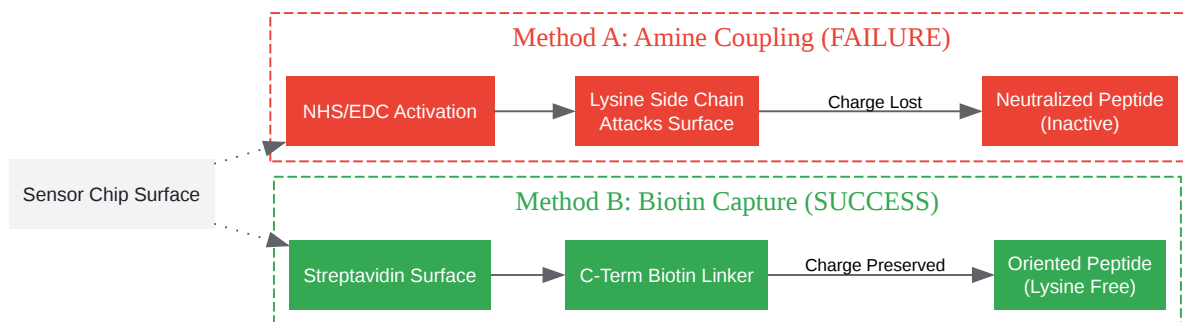 Method A: Amine Coupling (FAILURE)
NHS/EDC Activation
Lysine Side Chain
Attacks Surface
Charge Lost
Neutralized Peptide
(Inactive)
Sensor Chip Surface
Method B: Biotin Capture (SUCCESS)
Streptavidin Surface
C-Term Biotin Linker
Charge Preserved
Oriented Peptide
(Lysine Free)